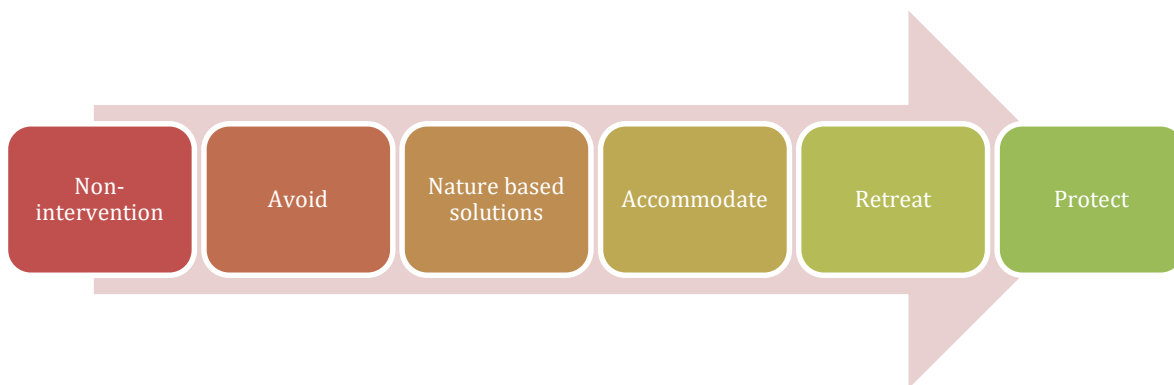 Non-
intervention
Avoid
Nature based
solutions
Accommodate
Retreat
Protect